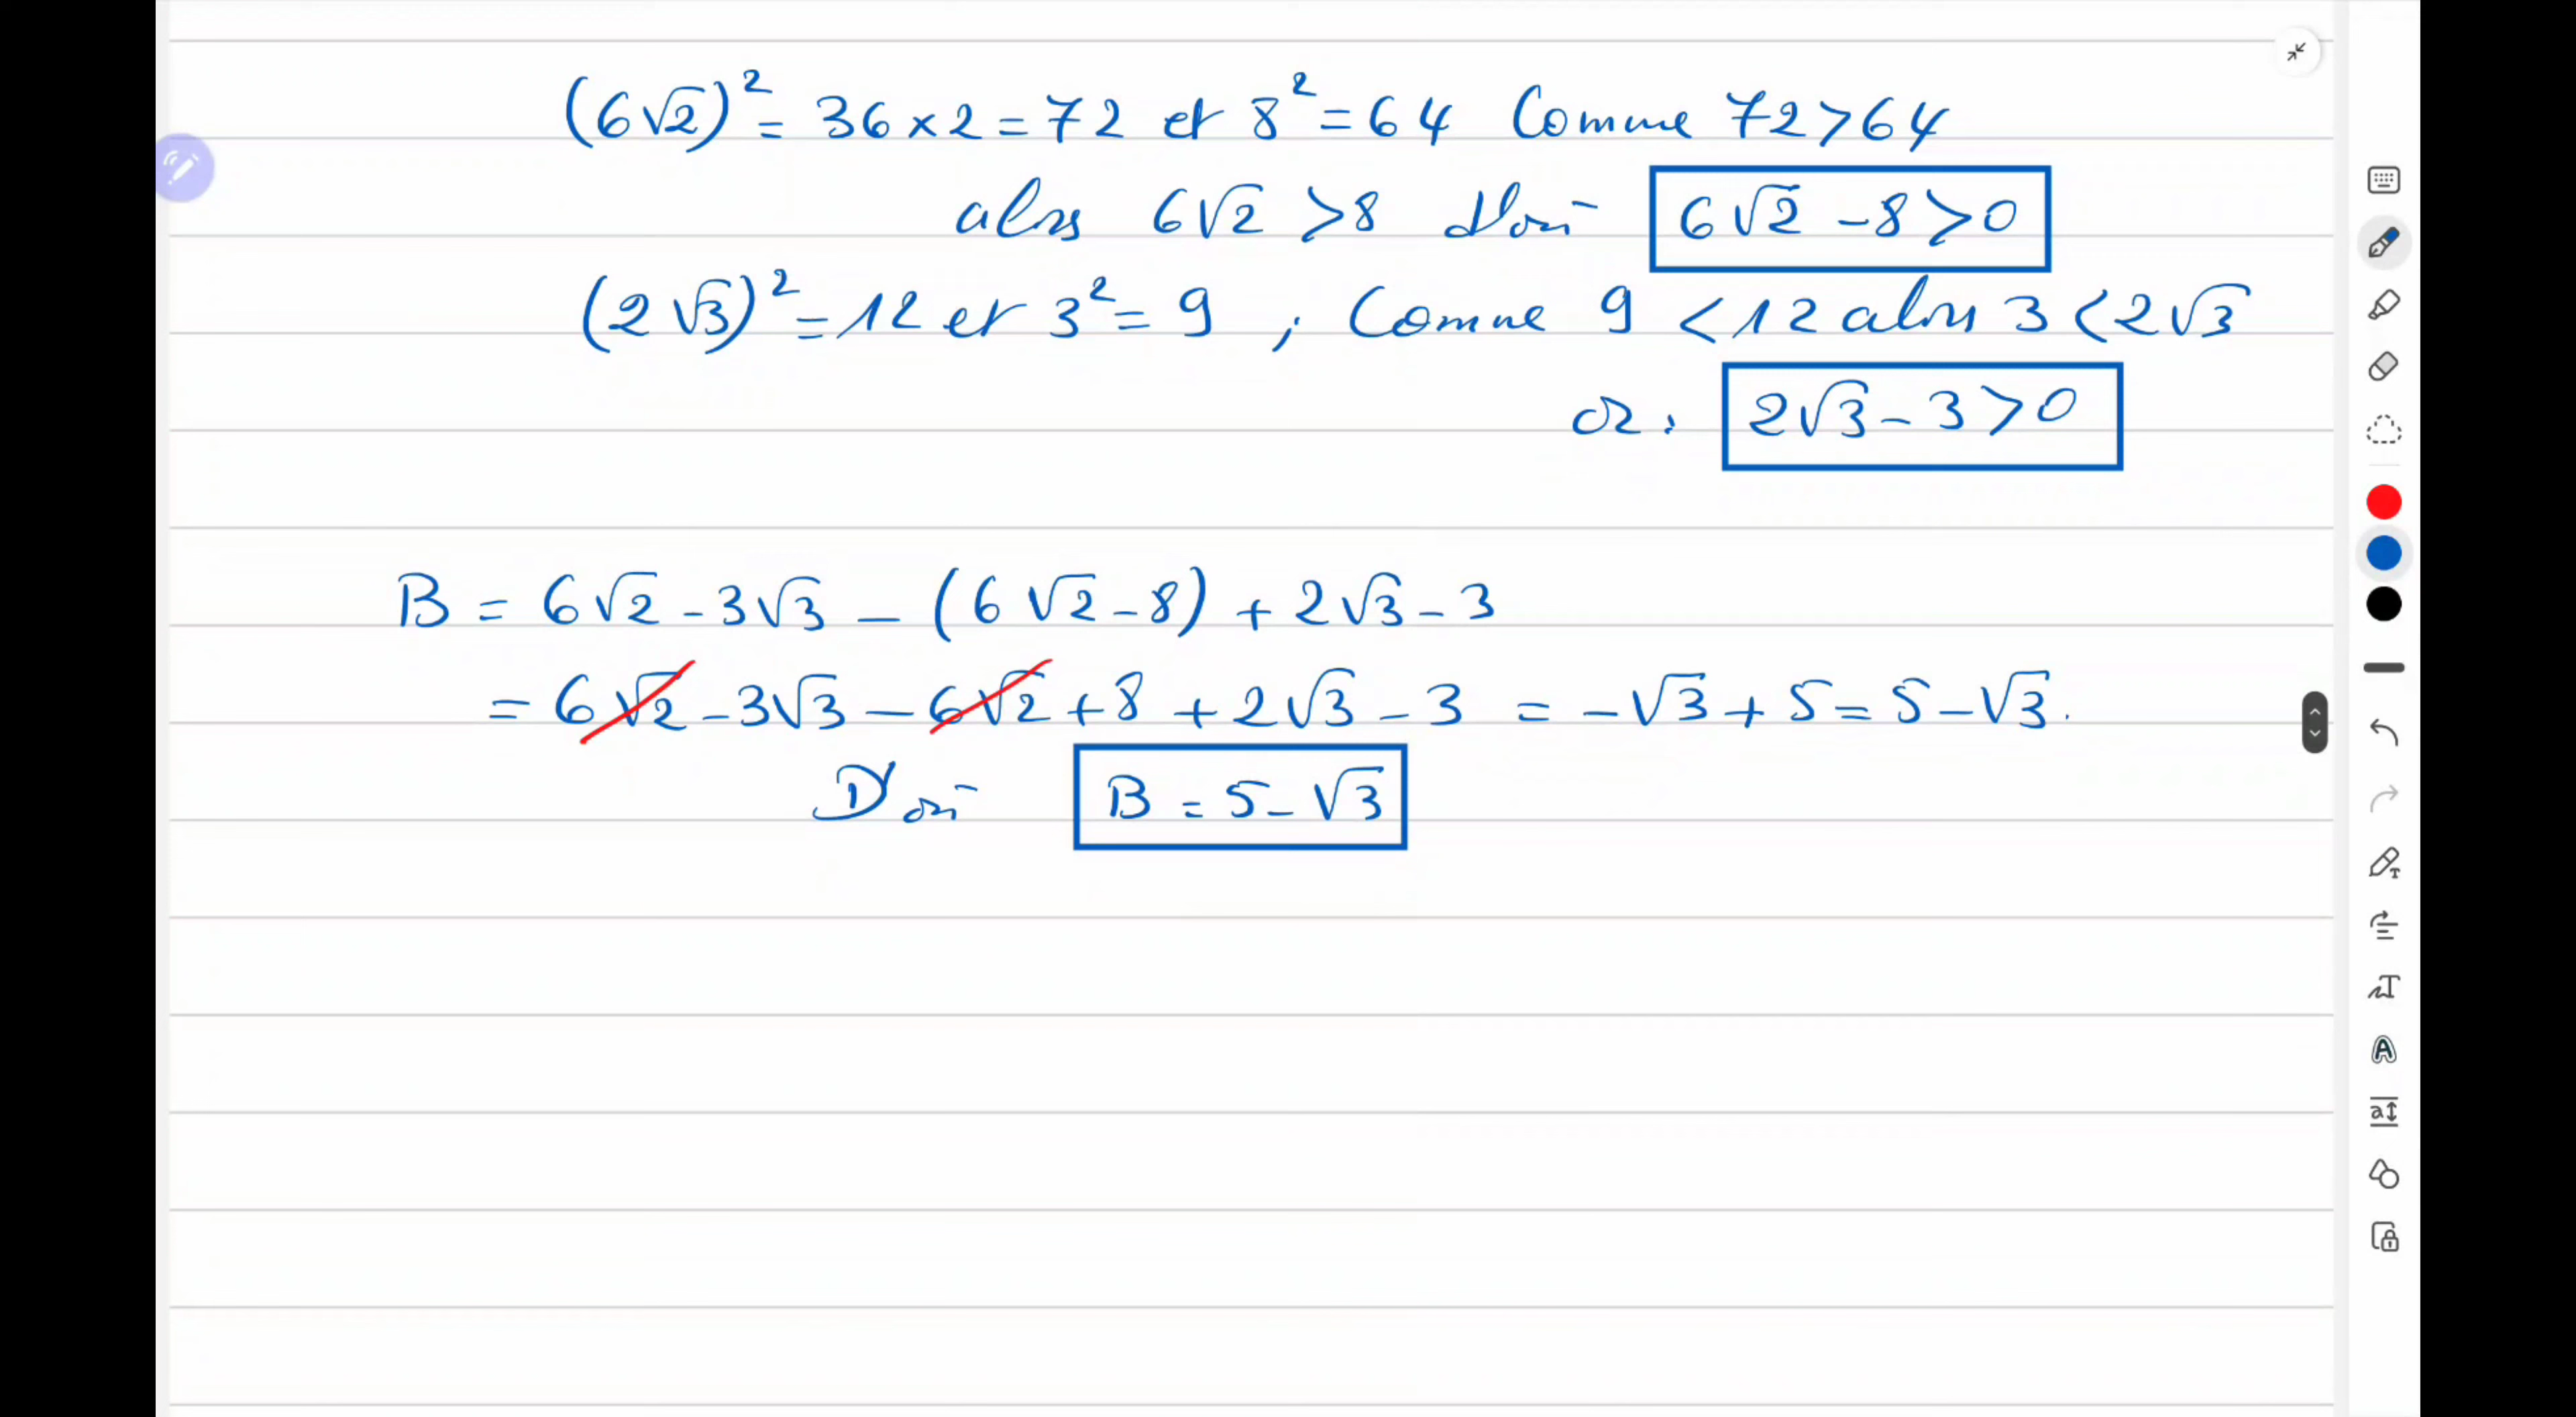 (6√2)² = 36 × 2 = 72 et 8² = 64 Comme 72 > 64
alors 6√2 > 8 d'où 6√2 - 8 > 0
(2√3)² = 12 et 3² = 9 , Comme 9 < 12 alors 3 < 2√3
or. 2√3 - 3 > 0
B = 6√2 - 3√3 - (6√2 - 8) + 2√3 - 3
= 6√2 - 3√3 - 6√2 + 8 + 2√3 - 3 = -√3 + 5 = 5 - √3.
D'où B = 5 - √3